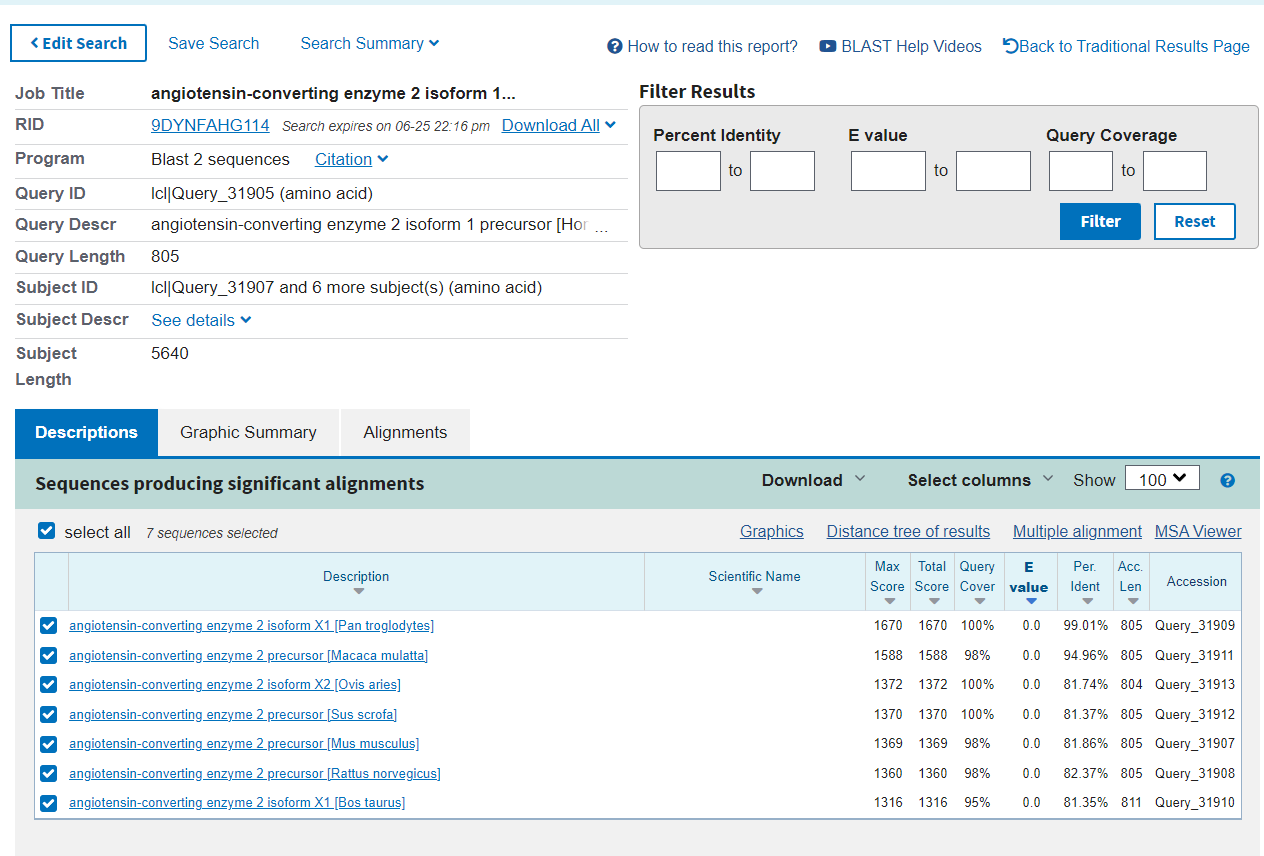 Edit Search Save Search Search Summary How to read this report? BLAST Help Videos Back to Traditional Results Page
Job Title angiotensin-converting enzyme 2 isoform 1...
RID 9DYNFAHG114 Search expires on 06-25 22:16 pm Download All
Program Blast 2 sequences Citation
Query ID lcl|Query_31905 (amino acid)
Query Descr angiotensin-converting enzyme 2 isoform 1 precursor [Hor ...
Query Length 805
Subject ID lcl|Query_31907 and 6 more subject(s) (amino acid)
Subject Descr See details
Subject Length 5640
Filter Results
Percent Identity E value Query Coverage
to to to
Filter Reset
Descriptions Graphic Summary Alignments
Sequences producing significant alignments Download Select columns Show 100
select all 7 sequences selected Graphics Distance tree of results Multiple alignment MSA Viewer
Description Scientific Name Max Score Total Score Query Cover E value Per. Ident Acc. Len Accession
angiotensin-converting enzyme 2 isoform X1 [Pan troglodytes] 1670 1670 100% 0.0 99.01% 805 Query_31909
angiotensin-converting enzyme 2 precursor [Macaca mulatta] 1588 1588 98% 0.0 94.96% 805 Query_31911
angiotensin-converting enzyme 2 isoform X2 [Ovis aries] 1372 1372 100% 0.0 81.74% 804 Query_31913
angiotensin-converting enzyme 2 precursor [Sus scrofa] 1370 1370 100% 0.0 81.37% 805 Query_31912
angiotensin-converting enzyme 2 precursor [Mus musculus] 1369 1369 98% 0.0 81.86% 805 Query_31907
angiotensin-converting enzyme 2 precursor [Rattus norvegicus] 1360 1360 98% 0.0 82.37% 805 Query_31908
angiotensin-converting enzyme 2 isoform X1 [Bos taurus] 1316 1316 95% 0.0 81.35% 811 Query_31910